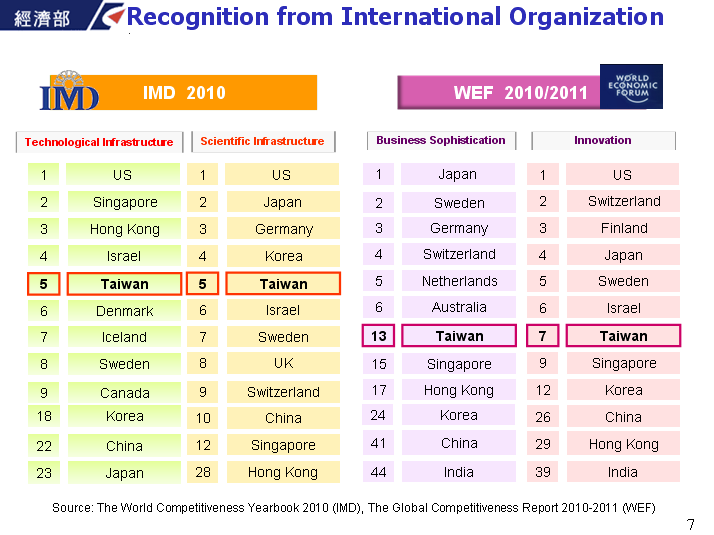 經濟部 Recognition from International Organization
IMD IMD 2010
WEF 2010/2011 WORLD ECONOMIC FORUM
Technological Infrastructure Scientific Infrastructure Business Sophistication Innovation
1 US 1 US 1 Japan 1 US
2 Singapore 2 Japan 2 Sweden 2 Switzerland
3 Hong Kong 3 Germany 3 Germany 3 Finland
4 Israel 4 Korea 4 Switzerland 4 Japan
5 Taiwan 5 Taiwan 5 Netherlands 5 Sweden
6 Denmark 6 Israel 6 Australia 6 Israel
7 Iceland 7 Sweden 13 Taiwan 7 Taiwan
8 Sweden 8 UK 15 Singapore 9 Singapore
9 Canada 9 Switzerland 17 Hong Kong 12 Korea
18 Korea 10 China 24 Korea 26 China
22 China 12 Singapore 41 China 29 Hong Kong
23 Japan 28 Hong Kong 44 India 39 India
Source: The World Competitiveness Yearbook 2010 (IMD), The Global Competitiveness Report 2010-2011 (WEF)
7